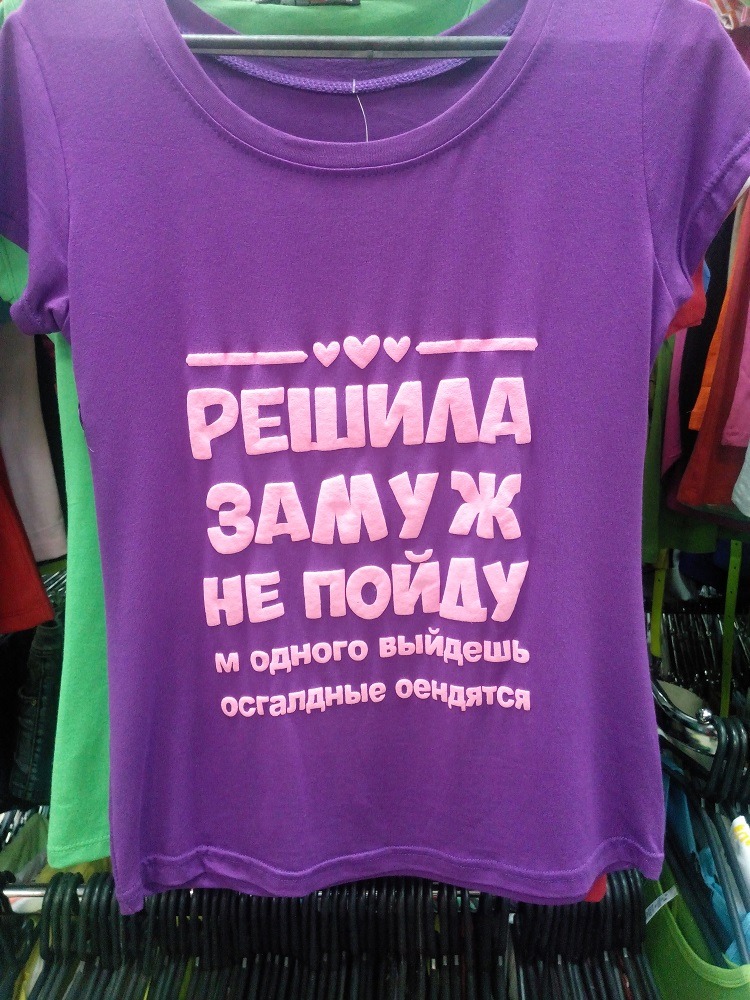 РЕШИЛА
ЗАМУЖ
НЕ ПОЙДУ
м одного выйдешь
осгалдные оендятся